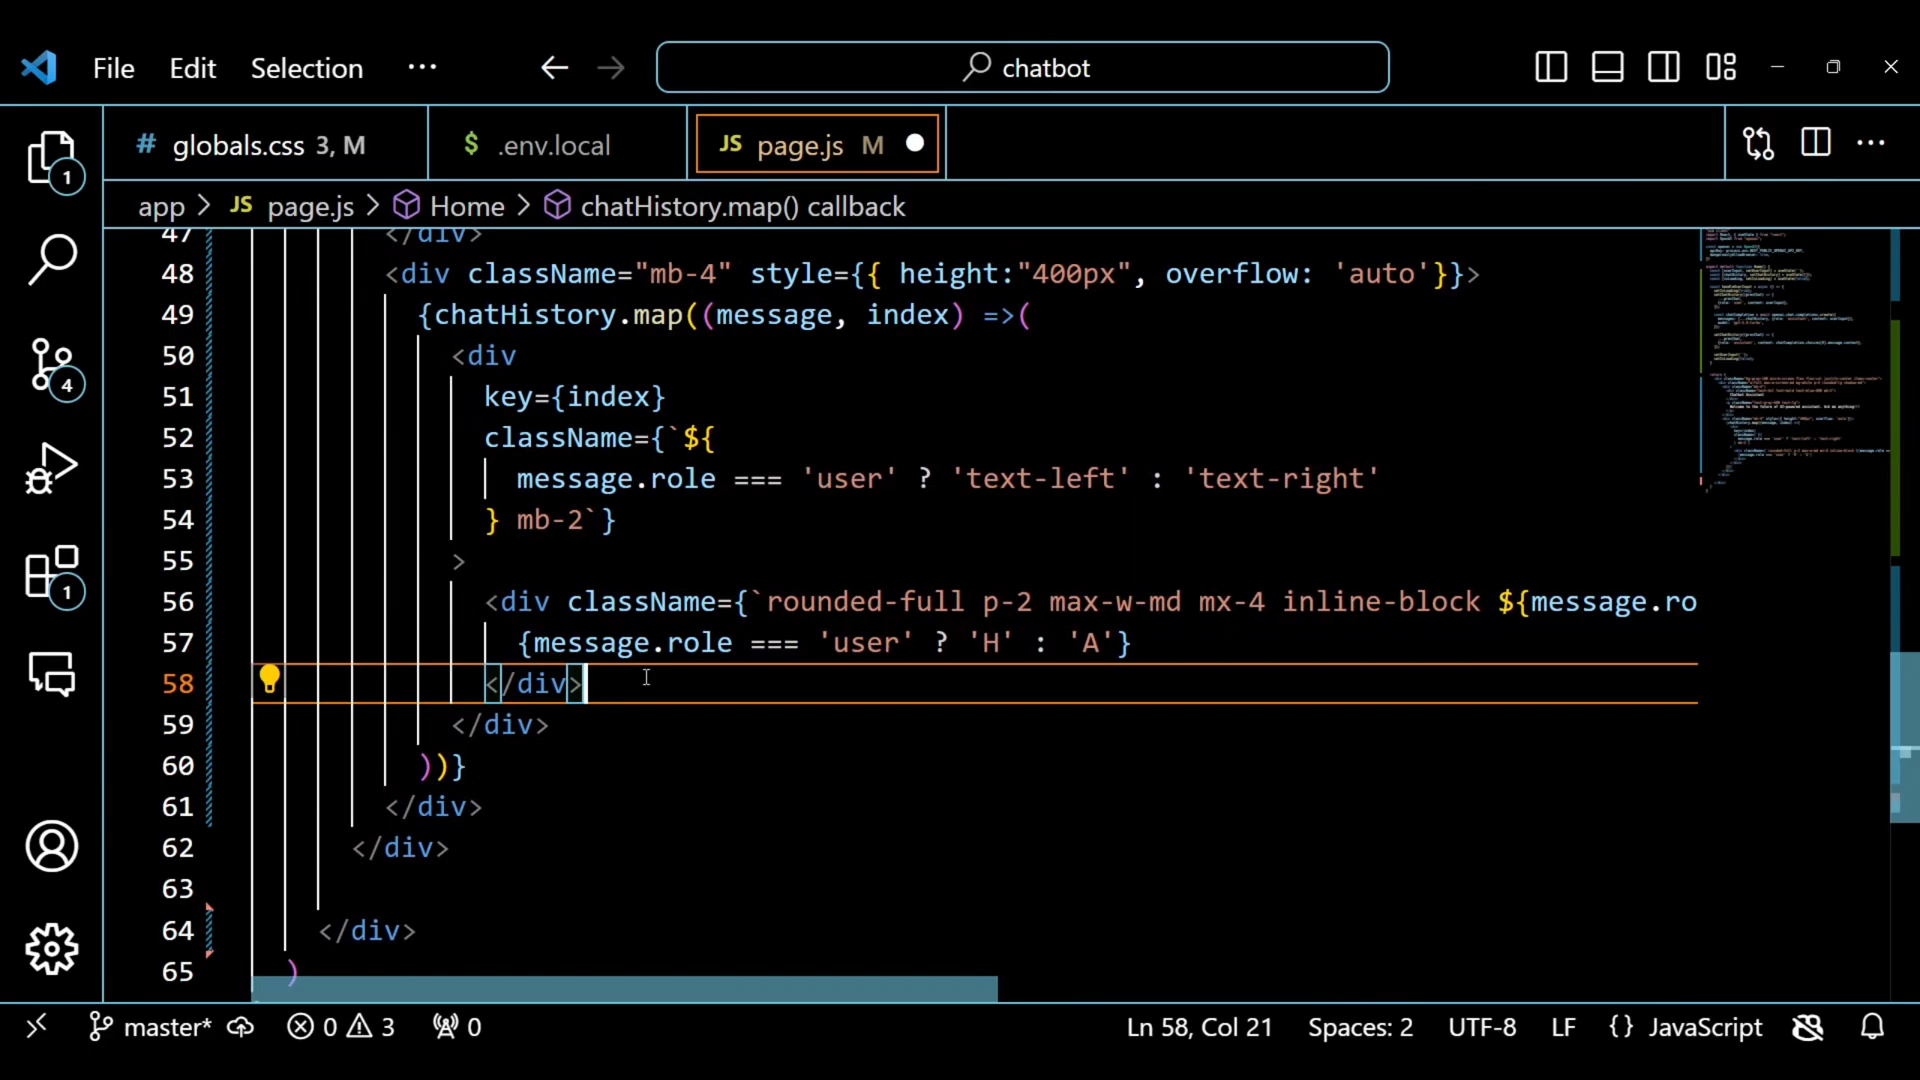 File Edit Selection ··· chatbot
# globals.css 3, M $ .env.local JS page.js M
app > JS page.js > Home > chatHistory.map() callback
1
4
1
47 </div>
48 <div className="mb-4" style={{ height:"400px", overflow: 'auto'}}>
49 {chatHistory.map((message, index) =>(
50 <div
51 key={index}
52 className={`${
53 message.role === 'user' ? 'text-left' : 'text-right'
54 } mb-2`}
55 >
56 <div className={`rounded-full p-2 max-w-md mx-4 inline-block ${message.ro
57 {message.role === 'user' ? 'H' : 'A'}
58 </div>
59 </div>
60 ))}
61 </div>
62 </div>
63
64 </div>
65 )
master* 0 3 0 Ln 58, Col 21 Spaces: 2 UTF-8 LF {} JavaScript